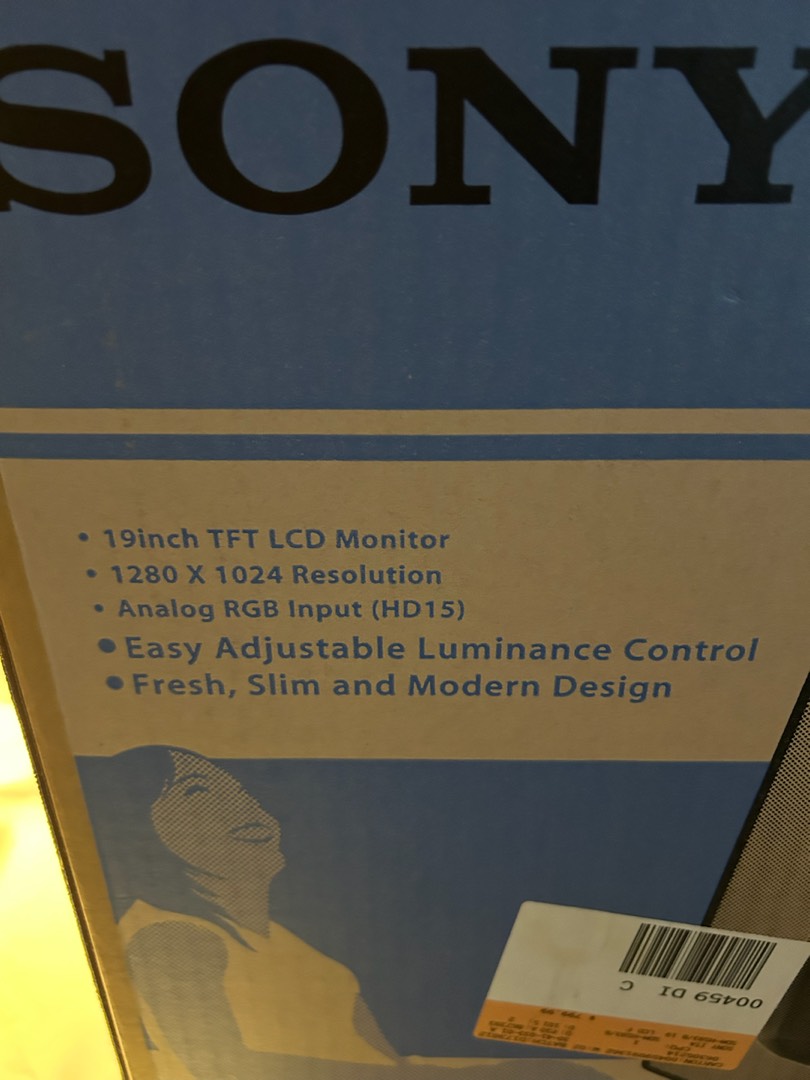 SONY
• 19inch TFT LCD Monitor
• 1280 X 1024 Resolution
• Analog RGB Input (HD15)
• Easy Adjustable Luminance Control
• Fresh, Slim and Modern Design
00459 DI C